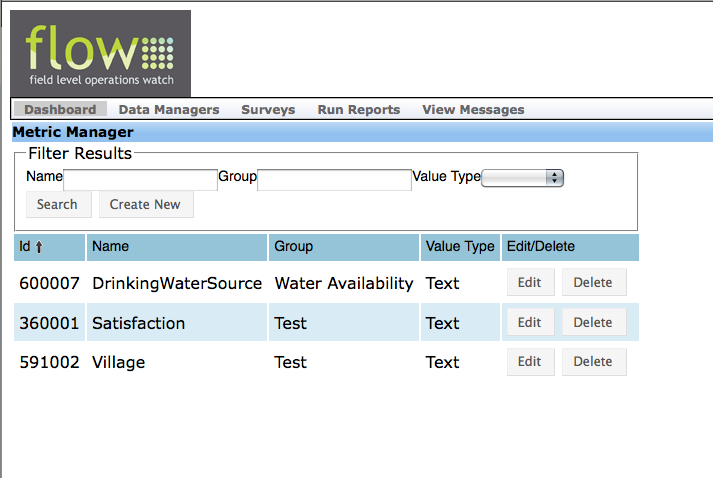 flow
field level operations watch
Dashboard Data Managers Surveys Run Reports View Messages
Metric Manager
Filter Results
Name Group Value Type
Search Create New
Id ↑ Name Group Value Type Edit/Delete
600007 DrinkingWaterSource Water Availability Text Edit Delete
360001 Satisfaction Test Text Edit Delete
591002 Village Test Text Edit Delete